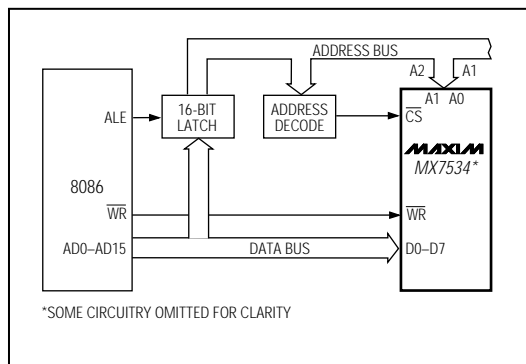 ADDRESS BUS
A2 A1
A1 A0
ALE
16-BIT
LATCH
ADDRESS
DECODE
CS
MAXIM
MX7534*
8086
WR
WR
AD0–AD15
DATA BUS
D0–D7
*SOME CIRCUITRY OMITTED FOR CLARITY